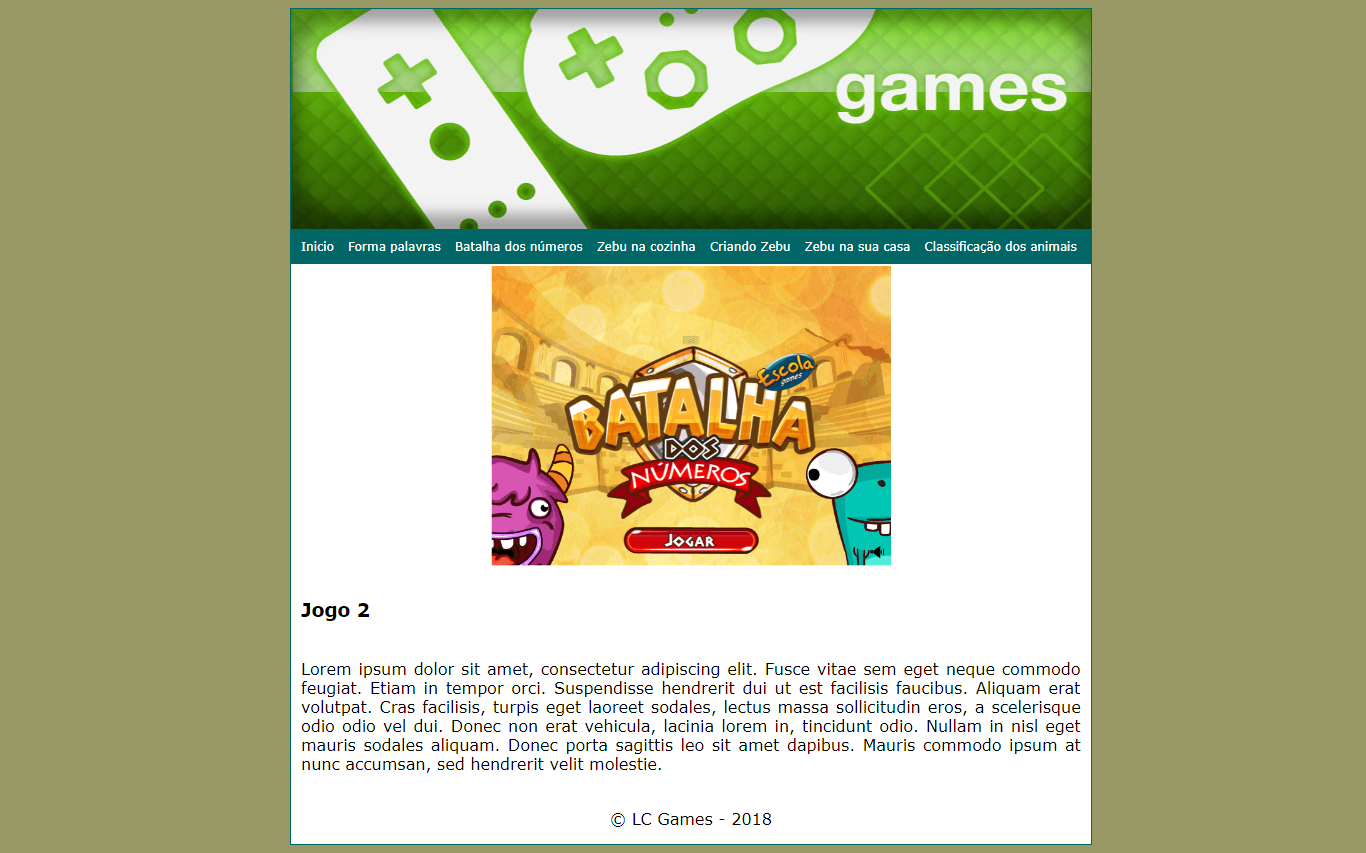 games
Inicio Forma palavras Batalha dos números Zebu na cozinha Criando Zebu Zebu na sua casa Classificação dos animais
Escola
games
BATALHA
DOS
NÚMEROS
JOGAR
Jogo 2
Lorem ipsum dolor sit amet, consectetur adipiscing elit. Fusce vitae sem eget neque commodo
feugiat. Etiam in tempor orci. Suspendisse hendrerit dui ut est facilisis faucibus. Aliquam erat
volutpat. Cras facilisis, turpis eget laoreet sodales, lectus massa sollicitudin eros, a scelerisque
odio odio vel dui. Donec non erat vehicula, lacinia lorem in, tincidunt odio. Nullam in nisl eget
mauris sodales aliquam. Donec porta sagittis leo sit amet dapibus. Mauris commodo ipsum at
nunc accumsan, sed hendrerit velit molestie.
© LC Games - 2018